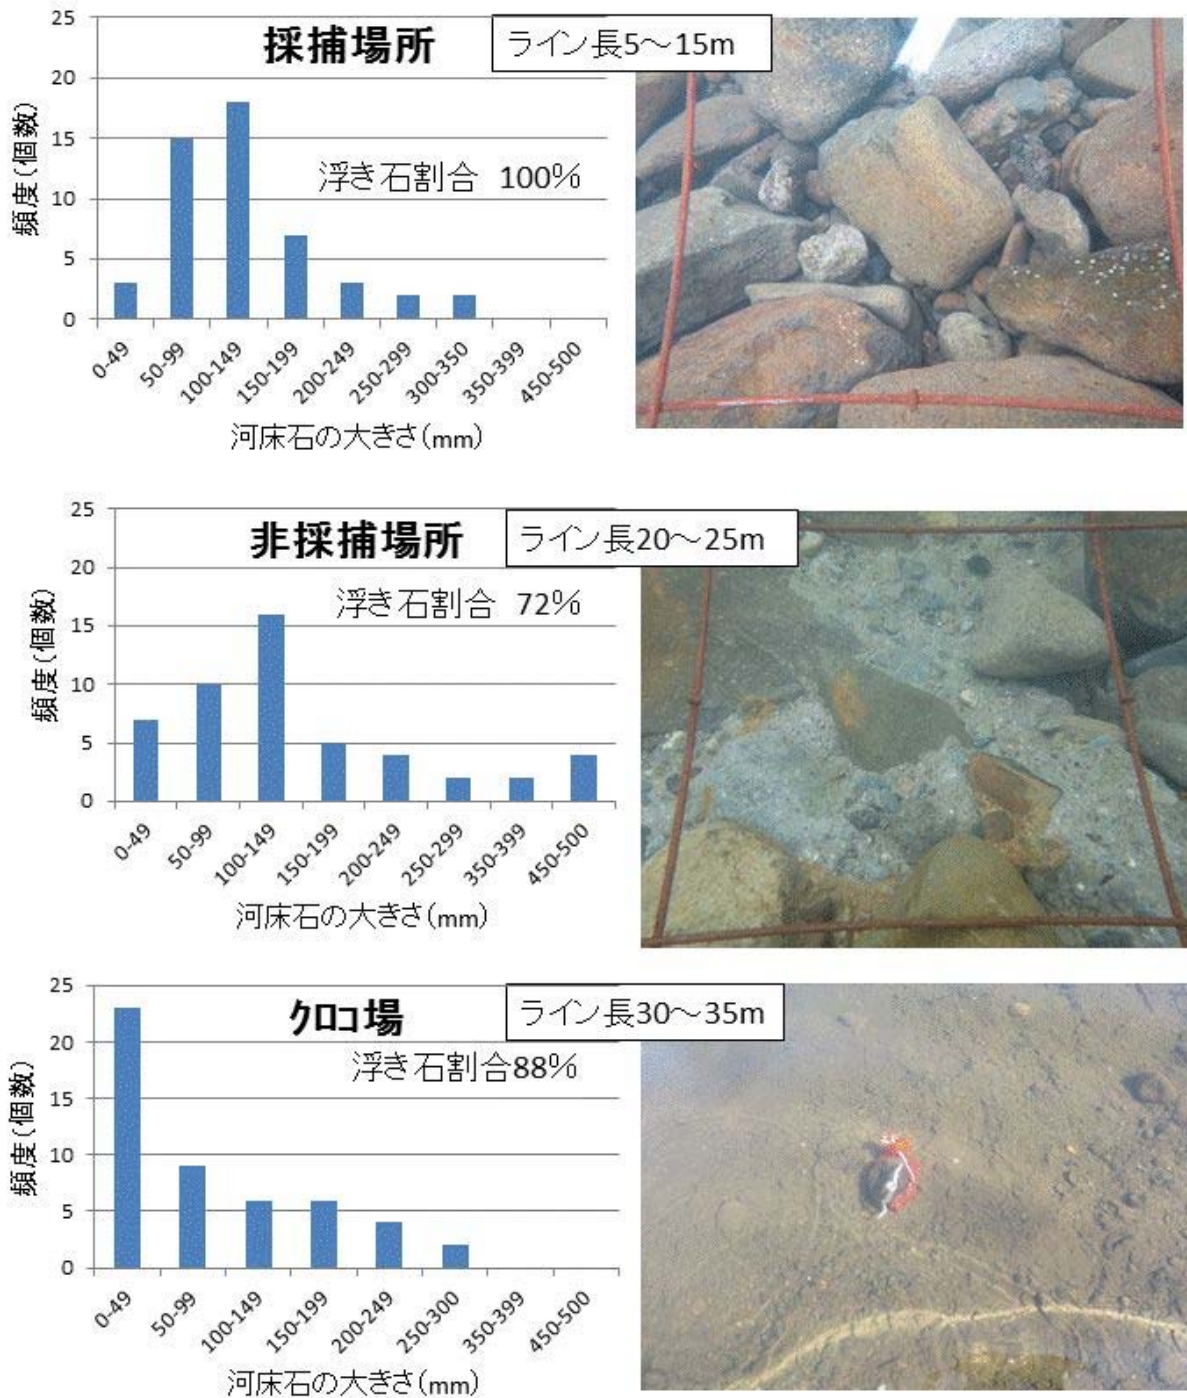 採捕場所
ライン長5～15m
浮き石割合 100%
頻度(個数)
25
20
15
10
5
0
0-49
50-99
100-149
150-199
200-249
250-299
300-350
350-399
450-500
河床石の大きさ(mm)
非採捕場所
ライン長20～25m
浮き石割合 72%
頻度(個数)
25
20
15
10
5
0
0-49
50-99
100-149
150-199
200-249
250-299
350-399
450-500
河床石の大きさ(mm)
クロコ場
ライン長30～35m
浮き石割合88%
頻度(個数)
25
20
15
10
5
0
0-49
50-99
100-149
150-199
200-249
250-300
350-399
450-500
河床石の大きさ(mm)